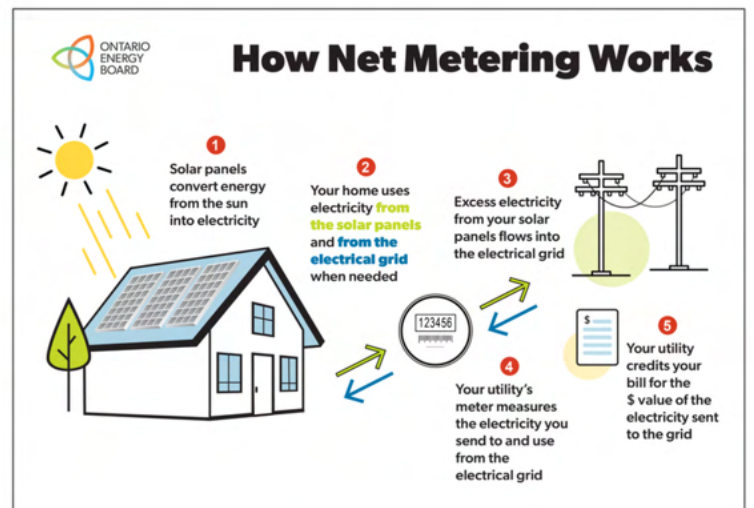 ONTARIO
ENERGY
BOARD
How Net Metering Works
1
Solar panels
convert energy
from the sun
into electricity
2
Your home uses
electricity from
the solar panels
and from the
electrical grid
when needed
3
Excess electricity
from your solar
panels flows into
the electrical grid
123456
4
Your utility's
meter measures
the electricity you
send to and use
from the
electrical grid
$
5
Your utility
credits your
bill for the
$ value of the
electricity sent
to the grid